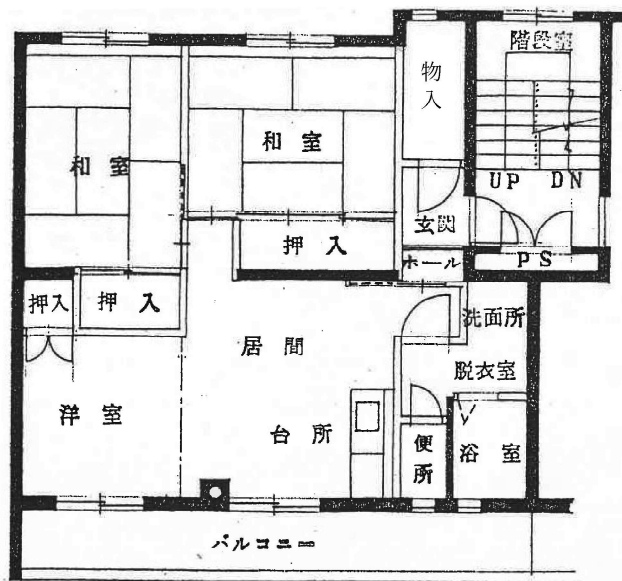 階段室
物
入
和室
和室
UP DN
玄関
押入
ホール
PS
押入
押入
洗面所
居間
脱衣室
洋室
台所
便
所
浴室
バルコニー